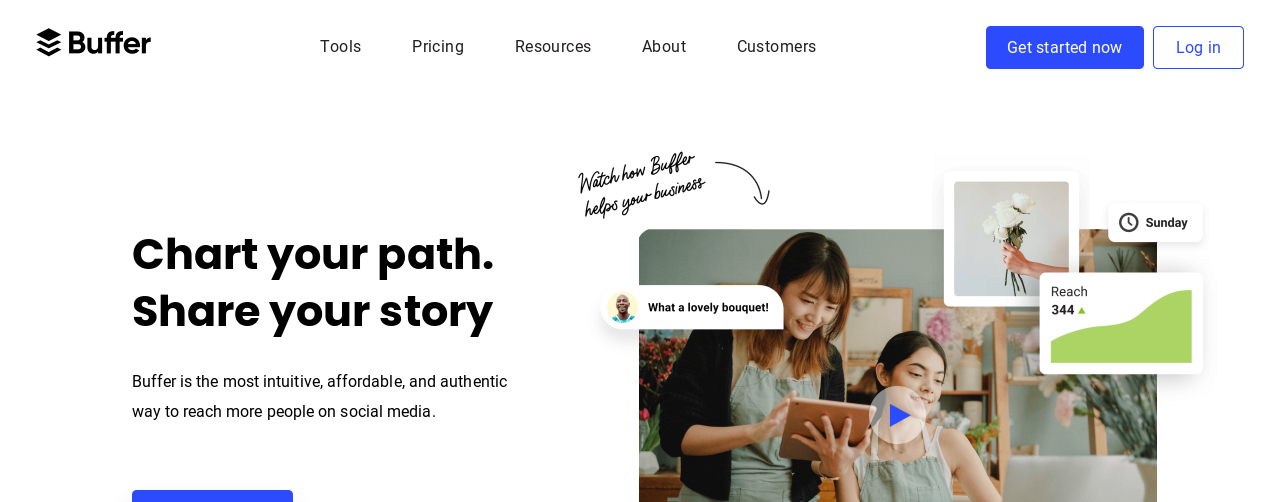 Buffer
Tools
Pricing
Resources
About
Customers
Get started now
Log in
Watch how Buffer
helps your business
Chart your path.
Share your story
Buffer is the most intuitive, affordable, and authentic
way to reach more people on social media.
What a lovely bouquet!
Sunday
Reach
344